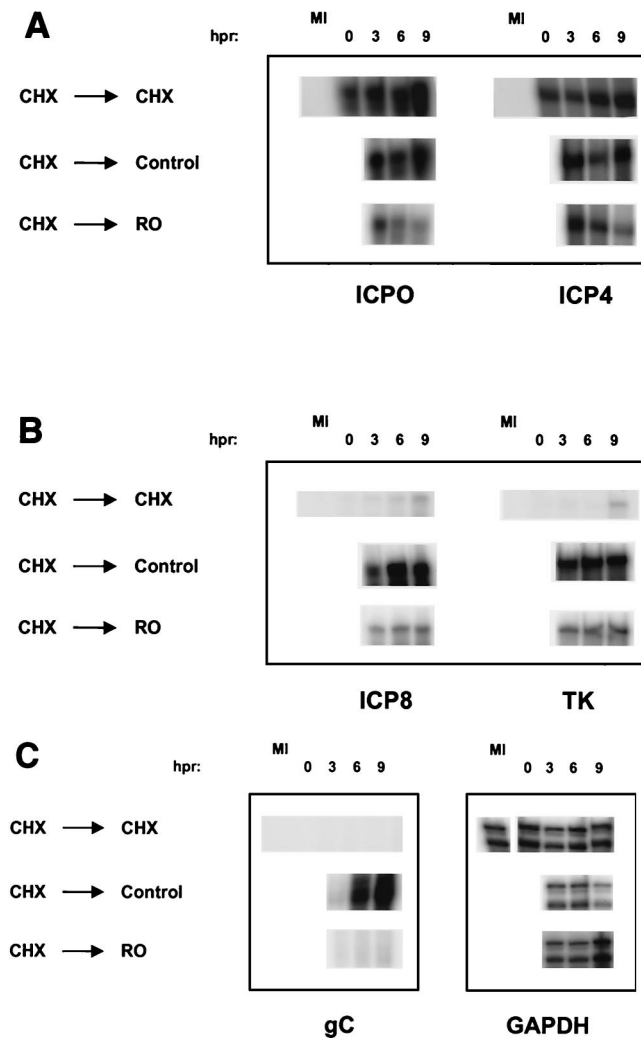 A
MI MI
hpr: 0 3 6 9 0 3 6 9
CHX → CHX
CHX → Control
CHX → RO
ICPO ICP4
B
MI MI
hpr: 0 3 6 9 0 3 6 9
CHX → CHX
CHX → Control
CHX → RO
ICP8 TK
C
MI MI
hpr: 0 3 6 9 0 3 6 9
CHX → CHX
CHX → Control
CHX → RO
gC GAPDH